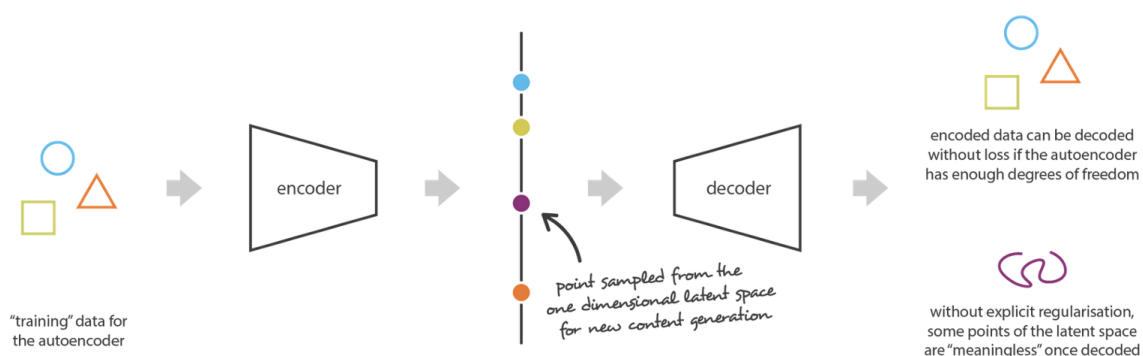 "training" data for
the autoencoder
encoder
point sampled from the
one dimensional latent space
for new content generation
decoder
encoded data can be decoded
without loss if the autoencoder
has enough degrees of freedom
without explicit regularisation,
some points of the latent space
are "meaningless" once decoded